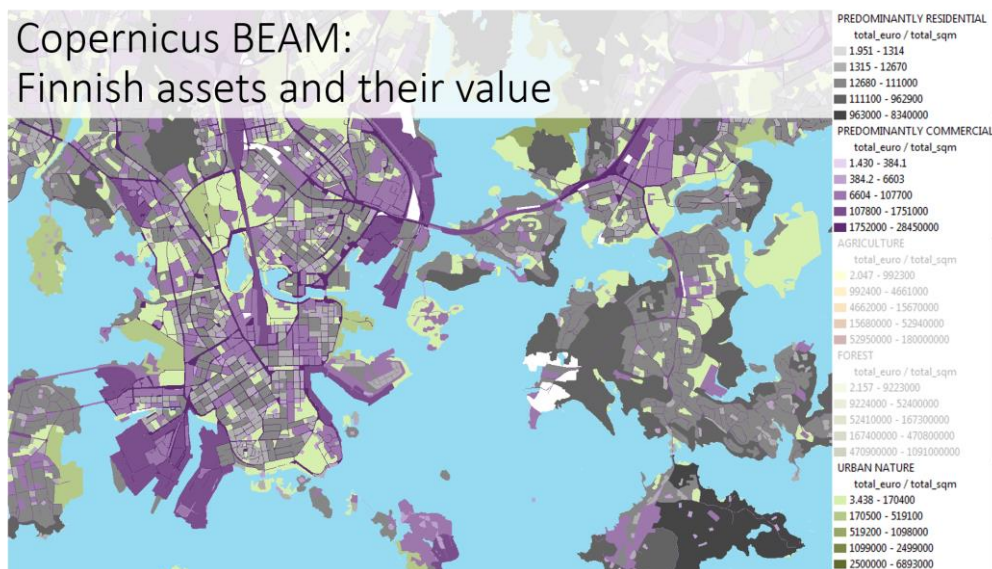 Copernicus BEAM:
Finnish assets and their value
PREDOMINANTLY RESIDENTIAL
total_euro / total_sqm
1.951 - 1314
1315 - 12670
12680 - 111000
111100 - 962900
963000 - 8340000
PREDOMINANTLY COMMERCIAL
total_euro / total_sqm
1.430 - 384.1
384.2 - 6603
6604 - 107700
107800 - 1751000
1752000 - 28450000
AGRICULTURE
total_euro / total_sqm
2.047 - 992300
992400 - 4661000
4662000 - 15670000
15680000 - 52940000
52950000 - 180000000
FOREST
total_euro / total_sqm
2.157 - 9223000
9224000 - 52400000
52410000 - 167300000
167400000 - 470800000
470900000 - 1091000000
URBAN NATURE
total_euro / total_sqm
3.438 - 170400
170500 - 519100
519200 - 1098000
1099000 - 2499000
2500000 - 6893000